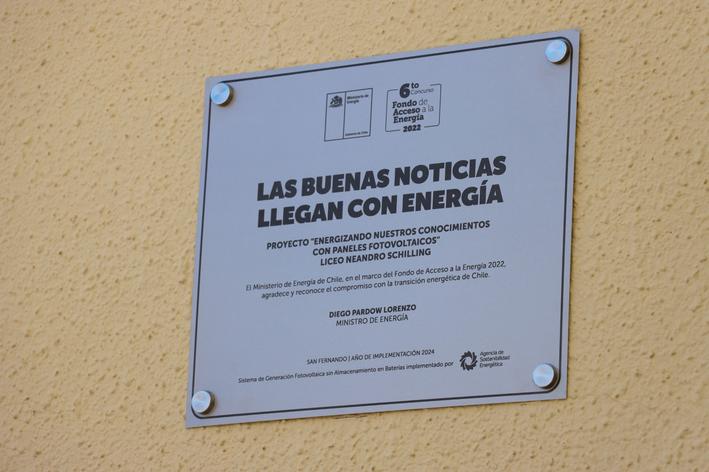 Ministerio de
Energía
Gobierno de Chile
6to
Concurso
Fondo de
Acceso a la
Energía
2022
LAS BUENAS NOTICIAS
LLEGAN CON ENERGÍA
PROYECTO "ENERGIZANDO NUESTROS CONOCIMIENTOS
CON PANELES FOTOVOLTAICOS"
LICEO NEANDRO SCHILLING
El Ministerio de Energía de Chile, en el marco del Fondo de Acceso a la Energía 2022,
agradece y reconoce el compromiso con la transición energética de Chile.
DIEGO PARDOW LORENZO
MINISTRO DE ENERGÍA
SAN FERNANDO | AÑO DE IMPLEMENTACIÓN 2024
Sistema de Generación Fotovoltaica sin Almacenamiento en Baterías implementado por
Agencia de
Sostenibilidad
Energética